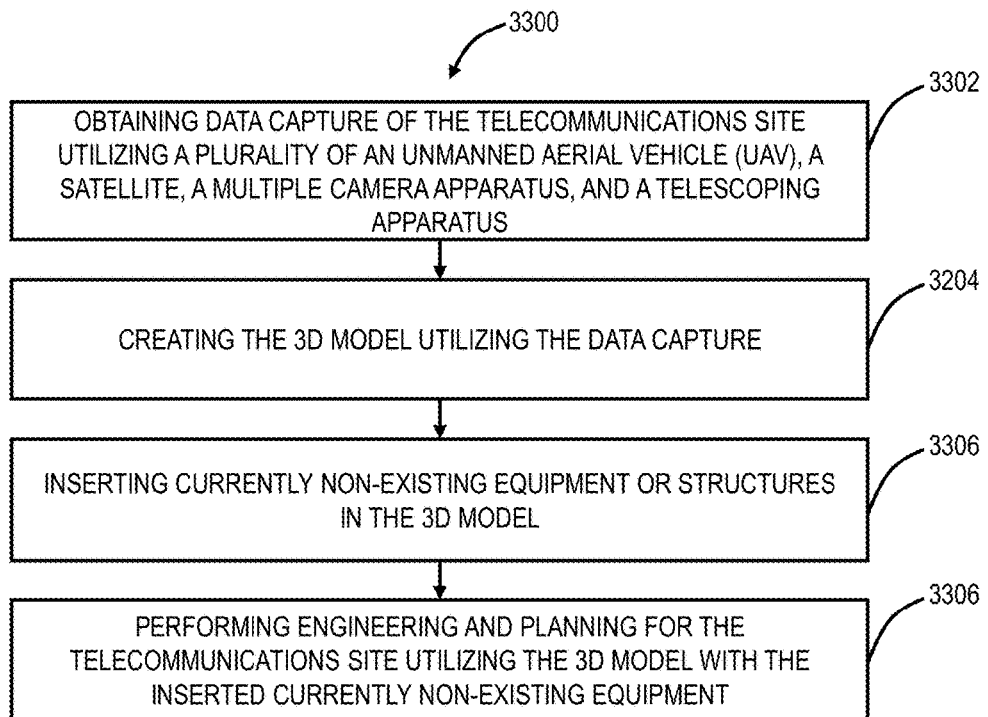 3300
3302
OBTAINING DATA CAPTURE OF THE TELECOMMUNICATIONS SITE
UTILIZING A PLURALITY OF AN UNMANNED AERIAL VEHICLE (UAV), A
SATELLITE, A MULTIPLE CAMERA APPARATUS, AND A TELESCOPING
APPARATUS
3204
CREATING THE 3D MODEL UTILIZING THE DATA CAPTURE
3306
INSERTING CURRENTLY NON-EXISTING EQUIPMENT OR STRUCTURES
IN THE 3D MODEL
3306
PERFORMING ENGINEERING AND PLANNING FOR THE
TELECOMMUNICATIONS SITE UTILIZING THE 3D MODEL WITH THE
INSERTED CURRENTLY NON-EXISTING EQUIPMENT